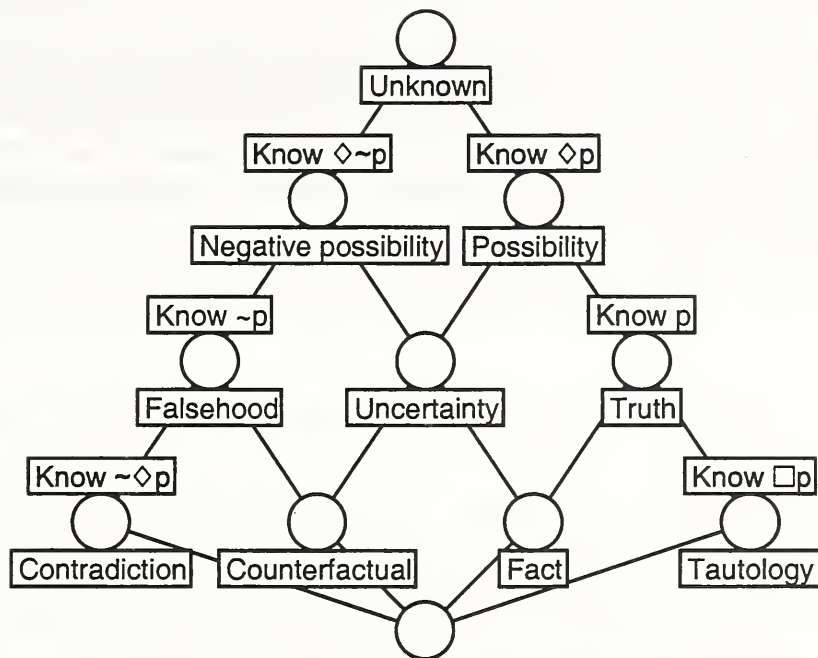 Unknown
Know ◇~p
Know ◇p
Negative possibility
Possibility
Know ~p
Know p
Falsehood
Uncertainty
Truth
Know ~◇p
Know □p
Contradiction
Counterfactual
Fact
Tautology